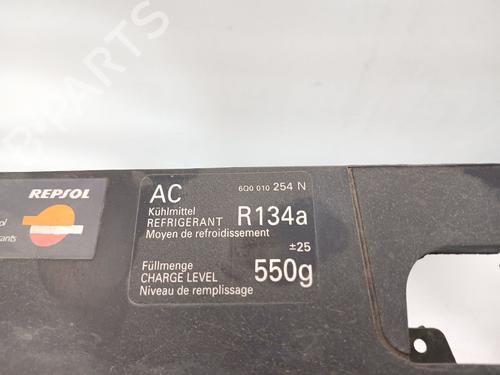 B-PARTS
REPSOL
AC
6Q0 010 254 N
Kühlmittel
REFRIGERANT R134a
Moyen de refroidissement
±25
Füllmenge
CHARGE LEVEL 550g
Niveau de remplissage